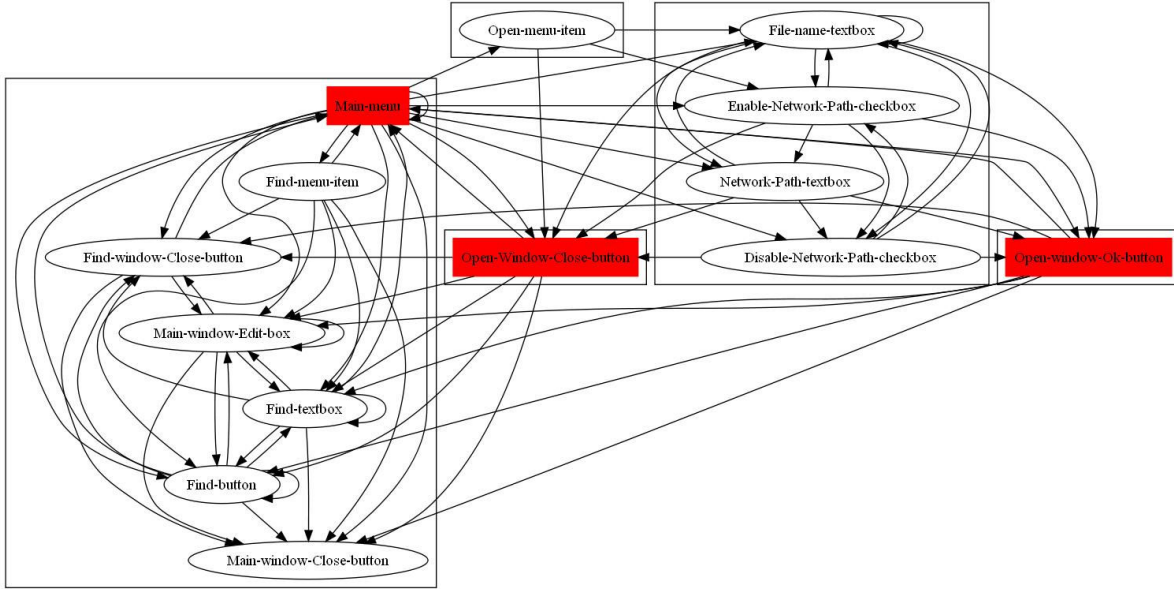 Open-menu-item
File-name-textbox
Main-menu
Enable-Network-Path-checkbox
Find-menu-item
Network-Path-textbox
Find-window-Close-button
Open-Window-Close-button
Disable-Network-Path-checkbox
Open-window-Ok-button
Main-window-Edit-box
Find-textbox
Find-button
Main-window-Close-button